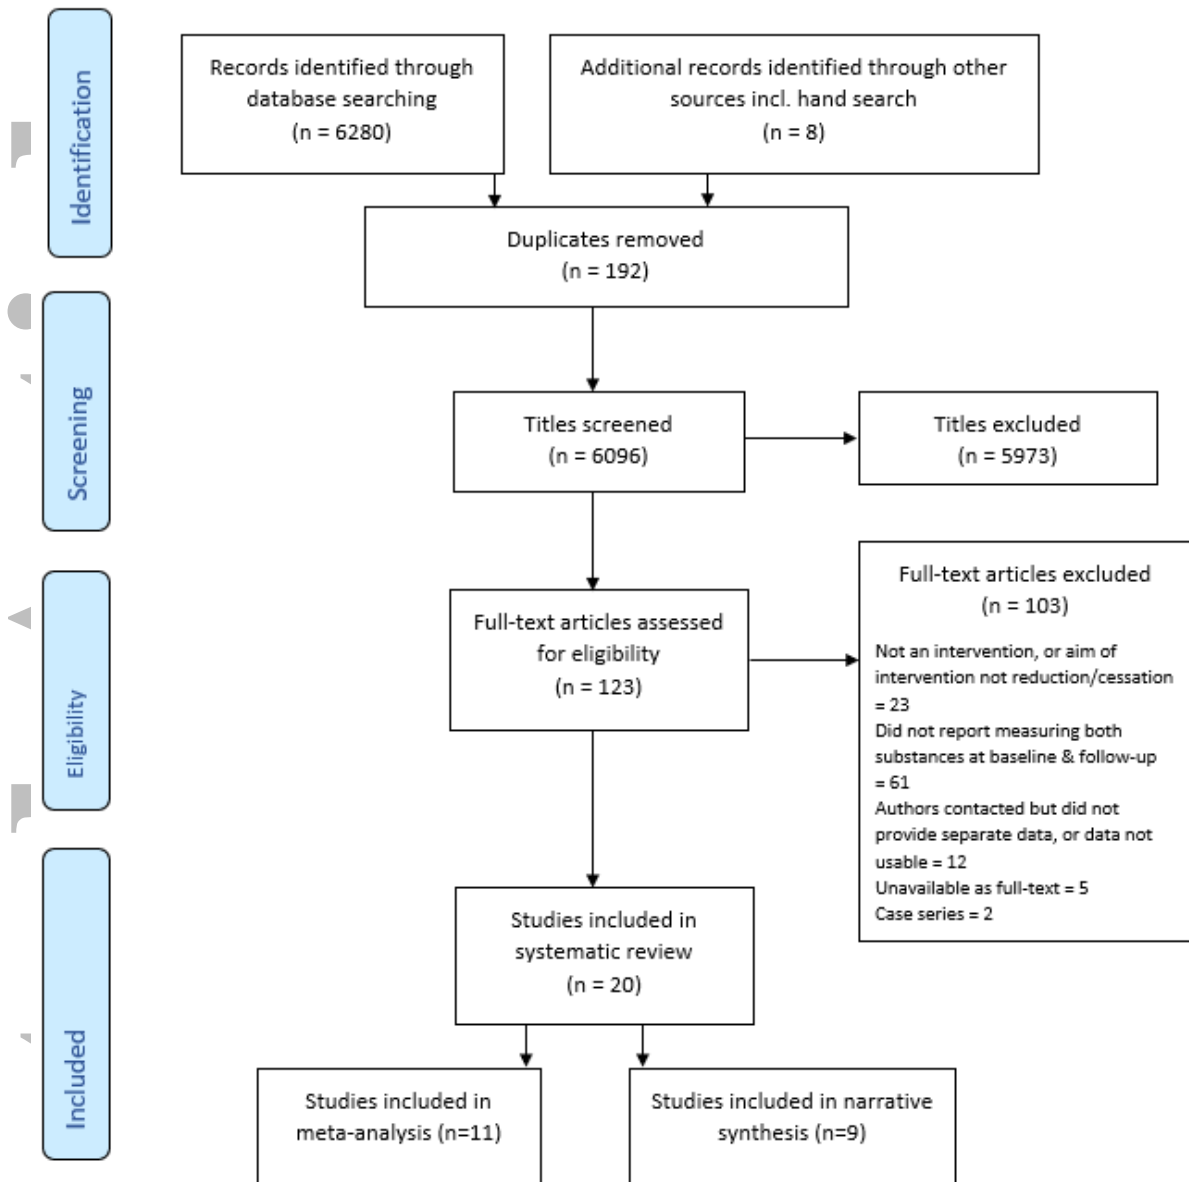 Identification
Records identified through
database searching
(n = 6280)
Additional records identified through other
sources incl. hand search
(n = 8)
Duplicates removed
(n = 192)
Screening
Titles screened
(n = 6096)
Titles excluded
(n = 5973)
Eligibility
Full-text articles assessed
for eligibility
(n = 123)
Full-text articles excluded
(n = 103)
Not an intervention, or aim of
intervention not reduction/cessation
= 23
Did not report measuring both
substances at baseline & follow-up
= 61
Authors contacted but did not
provide separate data, or data not
usable = 12
Unavailable as full-text = 5
Case series = 2
Included
Studies included in
systematic review
(n = 20)
Studies included in
meta-analysis (n=11)
Studies included in narrative
synthesis (n=9)